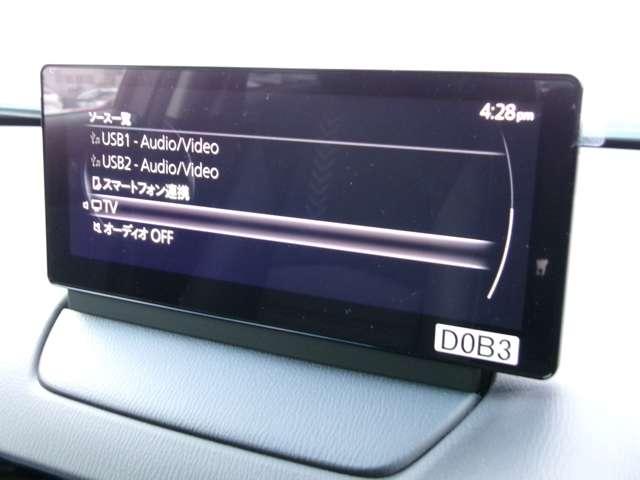 4:28pm
ソース一覧
USB1 - Audio/Video
USB2 - Audio/Video
スマートフォン連携
TV
オーディオ OFF
D0B3